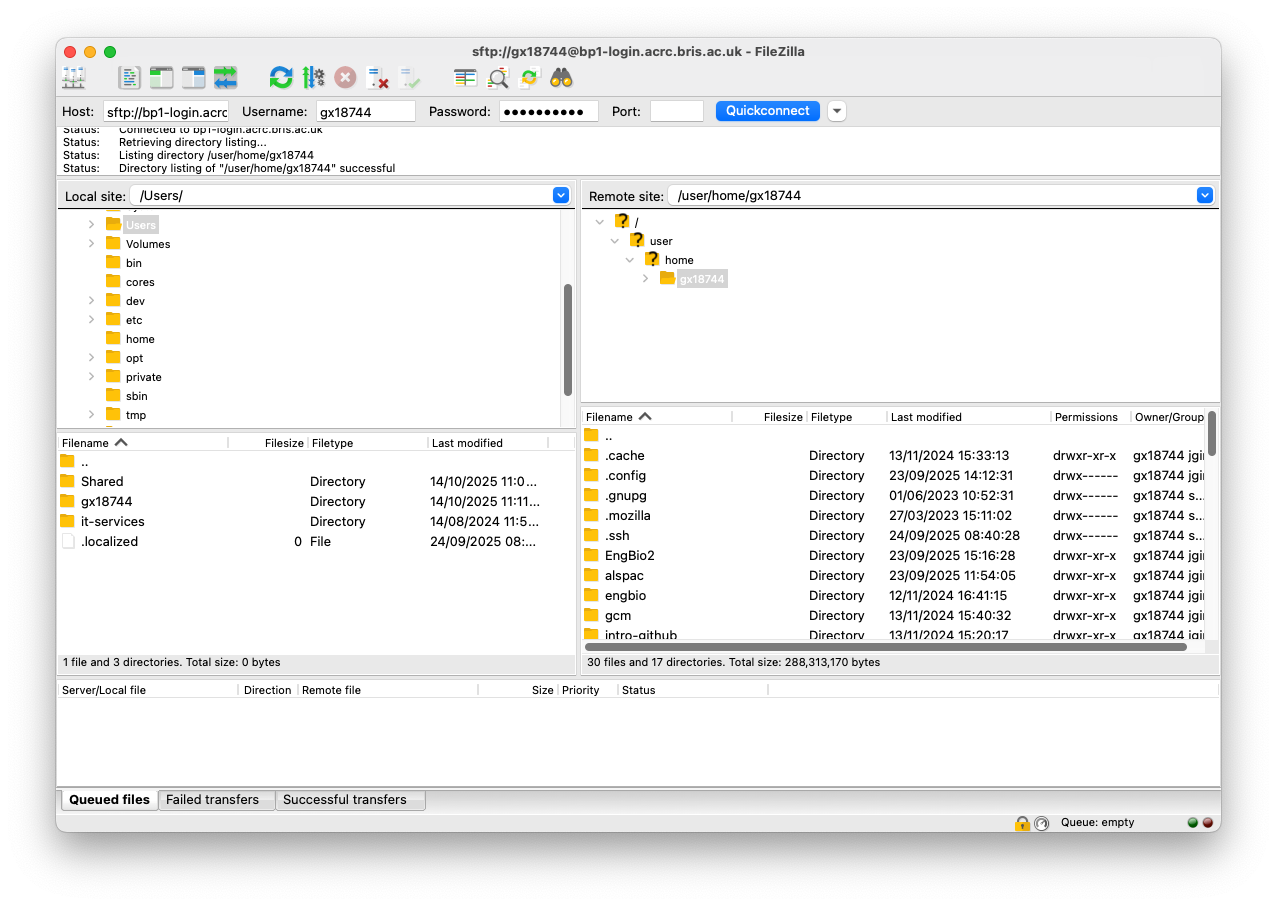 sftp://gx18744@bp1-login.acrc.bris.ac.uk - FileZilla
Host: sftp://bp1-login.acrc Username: gx18744 Password: ●●●●●●●●●● Port: Quickconnect
Status: Connected to bp1-login.acrc.bris.ac.uk
Status: Retrieving directory listing...
Status: Listing directory /user/home/gx18744
Status: Directory listing of "/user/home/gx18744" successful
Local site: /Users/
Users
Volumes
bin
cores
dev
etc
home
opt
private
sbin
tmp
Filename Filesize Filetype Last modified
..
Shared Directory 14/10/2025 11:0...
gx18744 Directory 14/10/2025 11:11...
it-services Directory 14/08/2024 11:5...
.localized 0 File 24/09/2025 08:...
1 file and 3 directories. Total size: 0 bytes
Remote site: /user/home/gx18744
? /
? user
? home
gx18744
Filename Filesize Filetype Last modified Permissions Owner/Group
..
.cache Directory 13/11/2024 15:33:13 drwxr-xr-x gx18744 jgi
.config Directory 23/09/2025 14:12:31 drwx------ gx18744 jgi
.gnupg Directory 01/06/2023 10:52:31 drwx------ gx18744 s...
.mozilla Directory 27/03/2023 15:11:02 drwx------ gx18744 s...
.ssh Directory 24/09/2025 08:40:28 drwx------ gx18744 s...
EngBio2 Directory 23/09/2025 15:16:28 drwxr-xr-x gx18744 jgi
alspac Directory 23/09/2025 11:54:05 drwxr-xr-x gx18744 jgi
engbio Directory 12/11/2024 16:41:15 drwxr-xr-x gx18744 jgi
gcm Directory 13/11/2024 15:40:32 drwxr-xr-x gx18744 jgi
intro-github Directory 13/11/2024 15:20:17 drwxr-xr-x gx18744 jgi
30 files and 17 directories. Total size: 288,313,170 bytes
Server/Local file Direction Remote file Size Priority Status
Queued files Failed transfers Successful transfers
Queue: empty